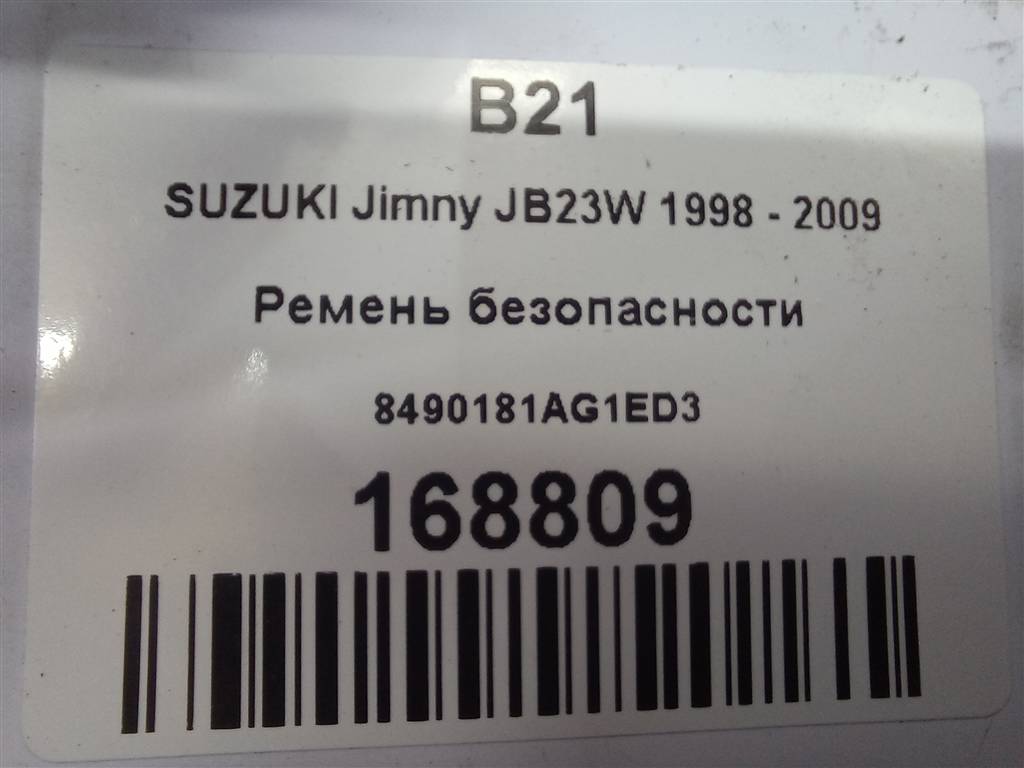 B21
SUZUKI Jimny JB23W 1998 - 2009
Ремень безопасности
8490181AG1ED3
168809